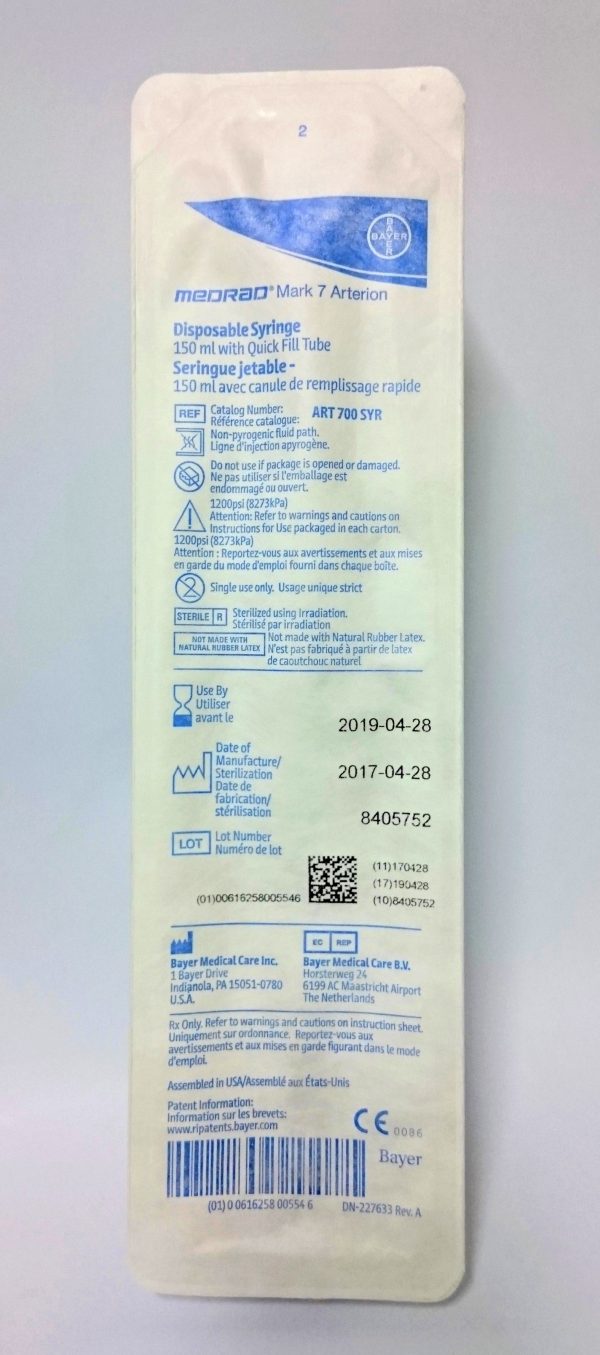 2
BAYER
BAYER
MEDRAD® Mark 7 Arterion
Disposable Syringe
150 ml with Quick Fill Tube
Seringue jetable -
150 ml avec canule de remplissage rapide
REF Catalog Number: ART 700 SYR
Référence catalogue:
Non-pyrogenic fluid path.
Ligne d'injection apyrogène.
Do not use if package is opened or damaged.
Ne pas utiliser si l'emballage est
endommagé ou ouvert.
1200psi (8273kPa)
Attention: Refer to warnings and cautions on
Instructions for Use packaged in each carton.
1200psi (8273kPa)
Attention : Reportez-vous aux avertissements et aux mises
en garde du mode d'emploi fourni dans chaque boîte.
2 Single use only. Usage unique strict
STERILE R Sterilized using Irradiation.
Stérilisé par irradiation
NOT MADE WITH
NATURAL RUBBER LATEX
Not made with Natural Rubber Latex.
N'est pas fabriqué à partir de latex
de caoutchouc naturel
Use By
Utiliser
avant le
2019-04-28
Date of
Manufacture/
Sterilization
Date de
fabrication/
stérilisation
2017-04-28
8405752
LOT Lot Number
Numéro de lot
(11)170428
(17)190428
(10)8405752
(01)00616258005546
Bayer Medical Care Inc.
1 Bayer Drive
Indianola, PA 15051-0780
U.S.A.
EC REP
Bayer Medical Care B.V.
Horsterweg 24
6199 AC Maastricht Airport
The Netherlands
Rx Only. Refer to warnings and cautions on instruction sheet.
Uniquement sur ordonnance. Reportez-vous aux
avertissements et aux mises en garde figurant dans le mode
d'emploi.
Assembled in USA/Assemblé aux États-Unis
Patent Information:
Information sur les brevets:
www.ripatents.bayer.com
CE 0086
Bayer
(01) 0 0616258 00554 6
DN-227633 Rev. A